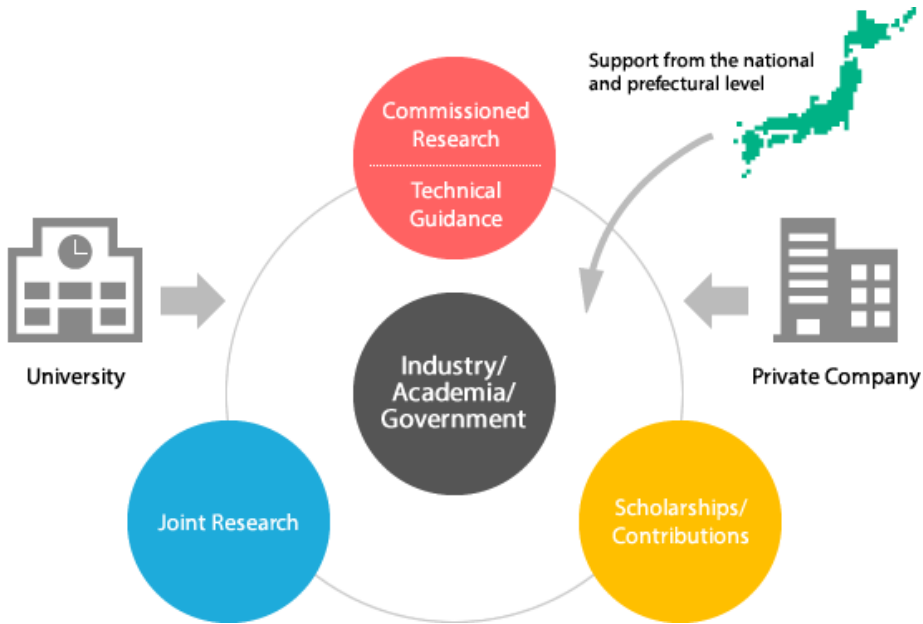 Support from the national
and prefectural level
Commissioned
Research
Technical
Guidance
University
Industry/
Academia/
Government
Private Company
Joint Research
Scholarships/
Contributions